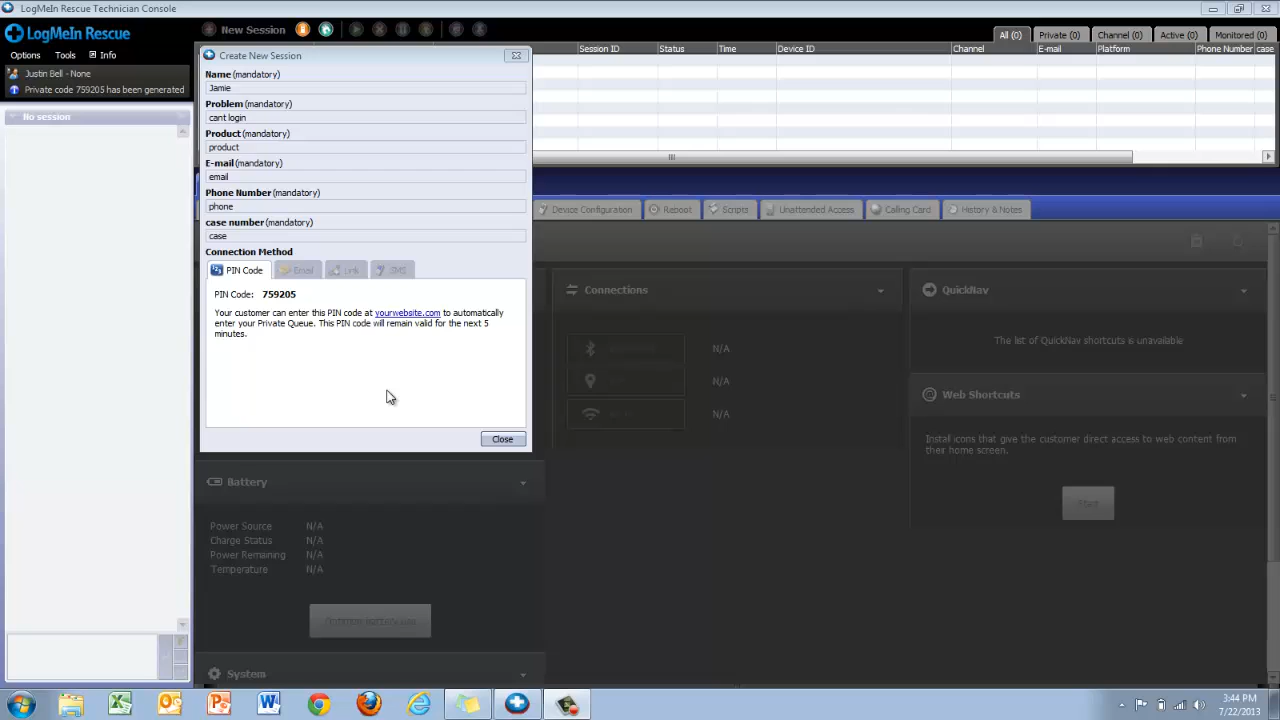 LogMeIn Rescue Technician Console
LogMeIn Rescue
New Session
Options Tools Info
All (0) Private (0) Channel (0) Active (0) Monitored (0)
Session ID Status Time Device ID Channel E-mail Platform Phone Number case
Justin Bell - None
Private code 759205 has been generated
No session
Create New Session
Name (mandatory)
Jamie
Problem (mandatory)
cant login
Product (mandatory)
product
E-mail (mandatory)
email
Phone Number (mandatory)
phone
case number (mandatory)
case
Connection Method
PIN Code Email Link SMS
PIN Code: 759205
Your customer can enter this PIN code at yourwebsite.com to automatically
enter your Private Queue. This PIN code will remain valid for the next 5
minutes.
Close
Device Configuration Reboot Scripts Unattended Access Calling Card History & Notes
Connections
N/A
N/A
N/A
QuickNav
The list of QuickNav shortcuts is unavailable
Web Shortcuts
Instal icons that give the customer direct access to web content from
their home screen.
Start
Battery
Power Source N/A
Charge Status N/A
Power Remaining N/A
Temperature N/A
System
3:44 PM
7/22/2013